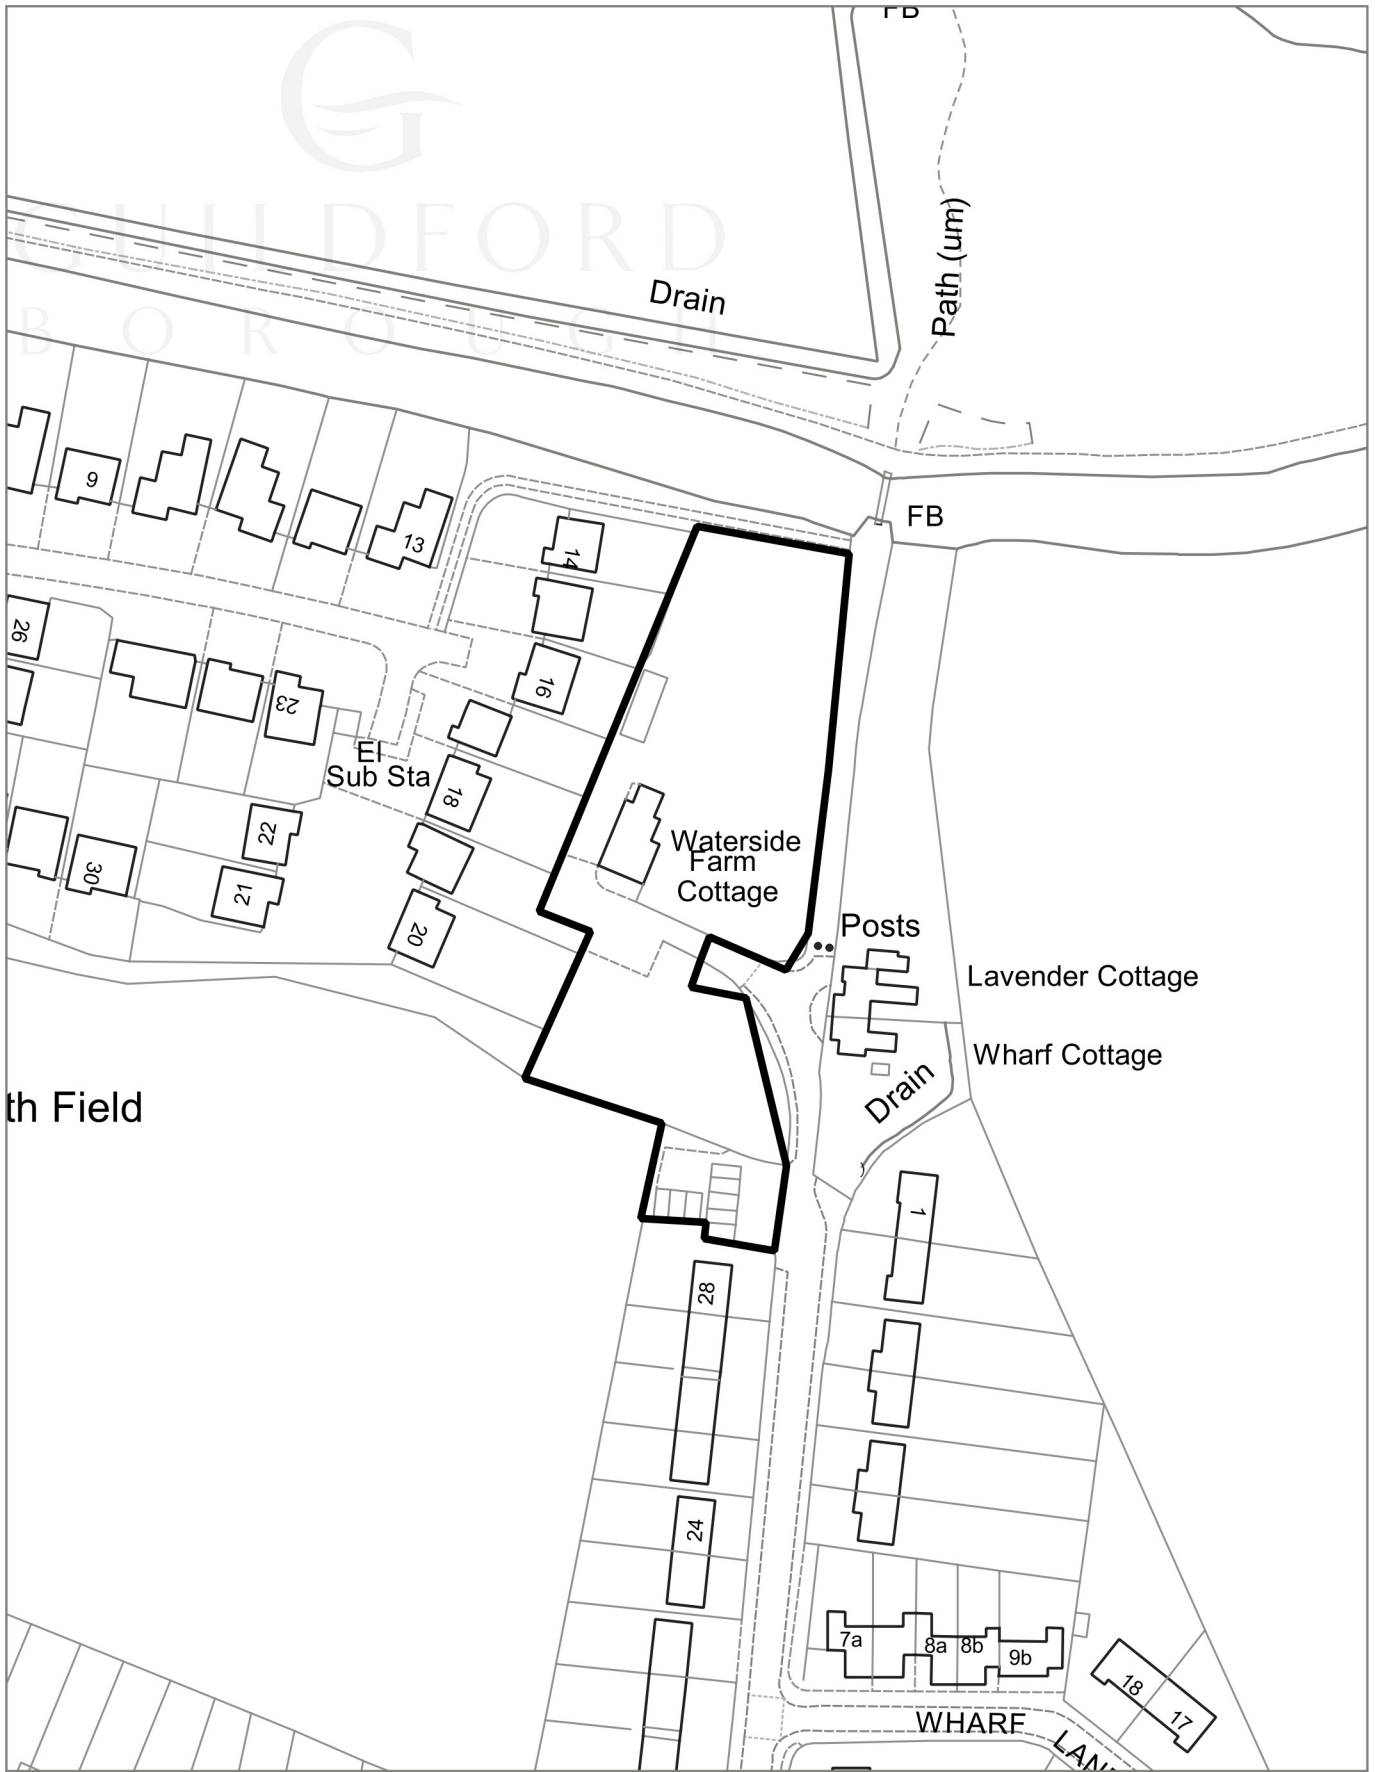 FB
GUILDFORD
BOROUGH
Path (um)
Drain
FB
9
13
14
26
16
23
El
Sub Sta
18
22
30
21
20
Waterside
Farm
Cottage
Posts
Lavender Cottage
Wharf Cottage
Drain
th Field
1
28
24
7a
8a
8b
9b
18
17
WHARF
LANE